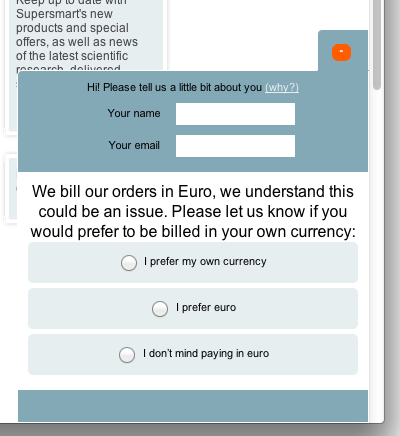 Keep up to date with
Supersmart's new
products and special
offers, as well as news
of the latest scientific
research, delivered
-
Hi! Please tell us a little bit about you (why?)
Your name
Your email
We bill our orders in Euro, we understand this
could be an issue. Please let us know if you
would prefer to be billed in your own currency:
I prefer my own currency
I prefer euro
I don't mind paying in euro